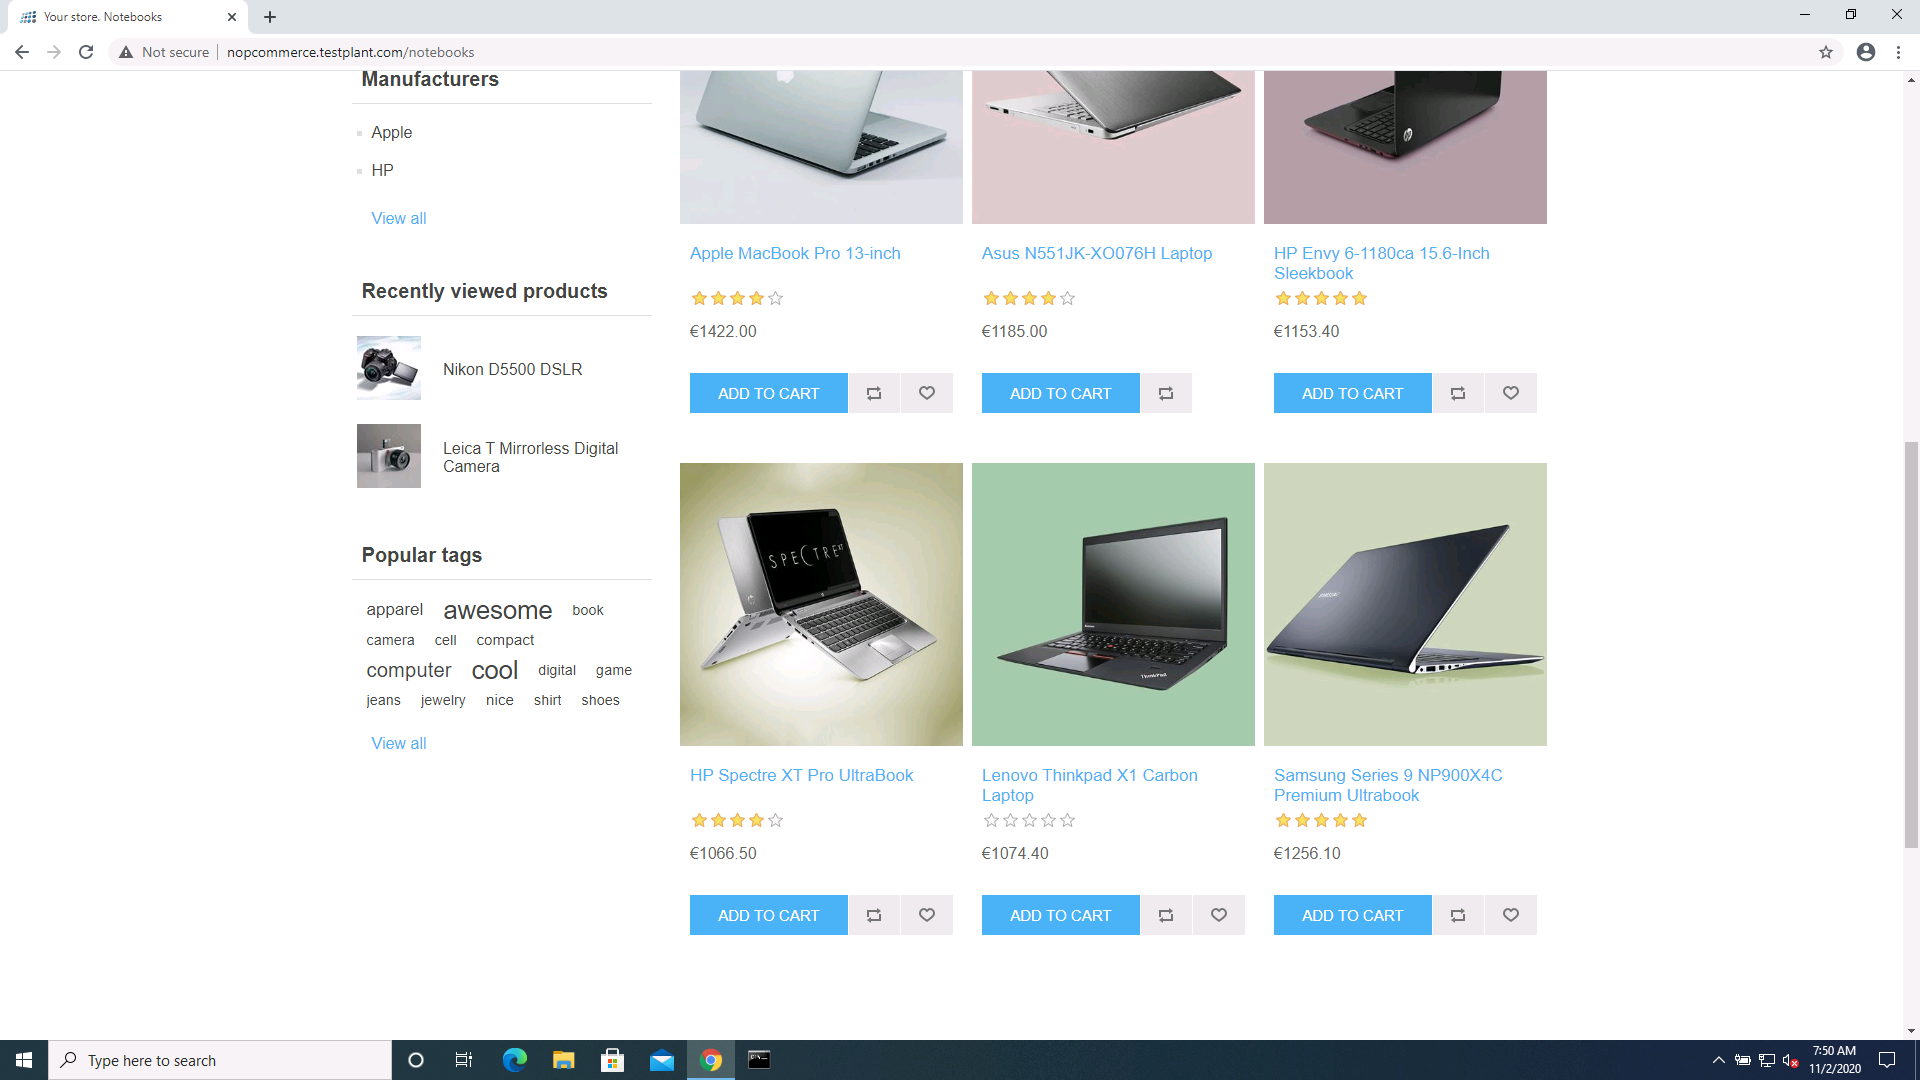 Your store. Notebooks
Not secure
nopcommerce.testplant.com/notebooks
Manufacturers
Apple
HP
View all
Recently viewed products
Nikon D5500 DSLR
Leica T Mirrorless Digital
Camera
Popular tags
apparel awesome book
camera cell compact
computer cool digital game
jeans jewelry nice shirt shoes
View all
Apple MacBook Pro 13-inch
€1422.00
ADD TO CART
Asus N551JK-XO076H Laptop
€1185.00
ADD TO CART
HP Envy 6-1180ca 15.6-Inch
Sleekbook
€1153.40
ADD TO CART
SPECTRE XT
HP Spectre XT Pro UltraBook
€1066.50
ADD TO CART
ThinkPad
Lenovo Thinkpad X1 Carbon
Laptop
€1074.40
ADD TO CART
SAMSUNG
Samsung Series 9 NP900X4C
Premium Ultrabook
€1256.10
ADD TO CART
Type here to search
7:50 AM
11/2/2020